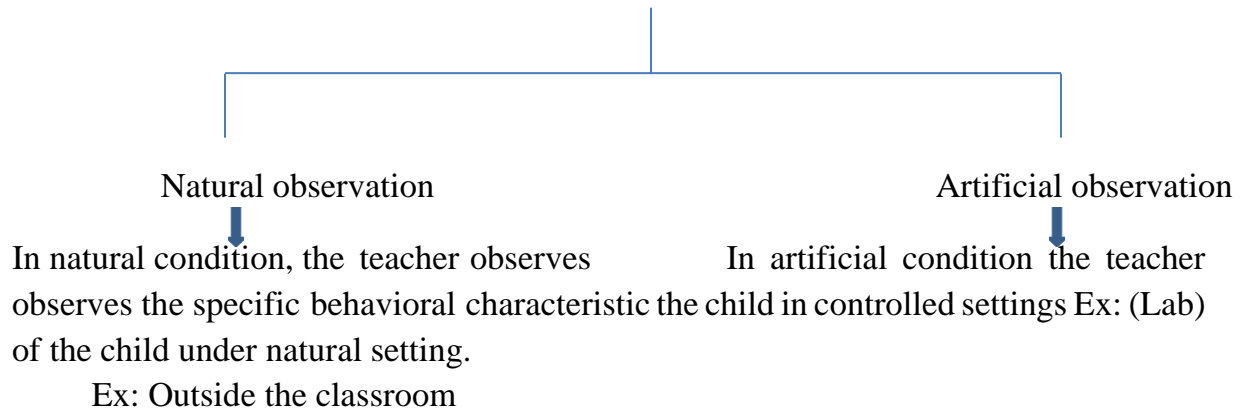 Natural observation
Artificial observation
In natural condition, the teacher observes
In artificial condition the teacher
observes the specific behavioral characteristic the child in controlled settings Ex: (Lab)
of the child under natural setting.
Ex: Outside the classroom